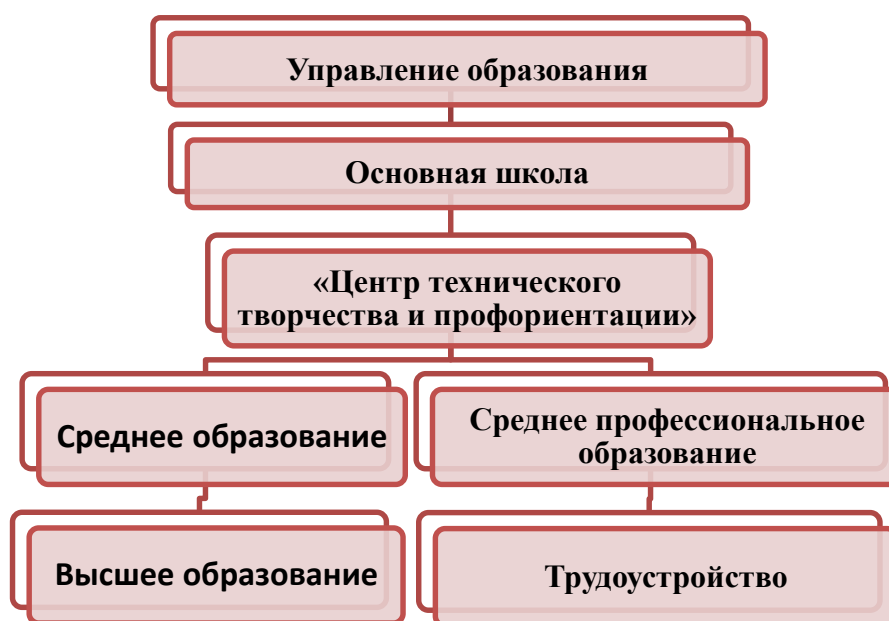 Управление образования
Основная школа
«Центр технического
творчества и профориентации»
Среднее образование
Среднее профессиональное
образование
Высшее образование
Трудоустройство